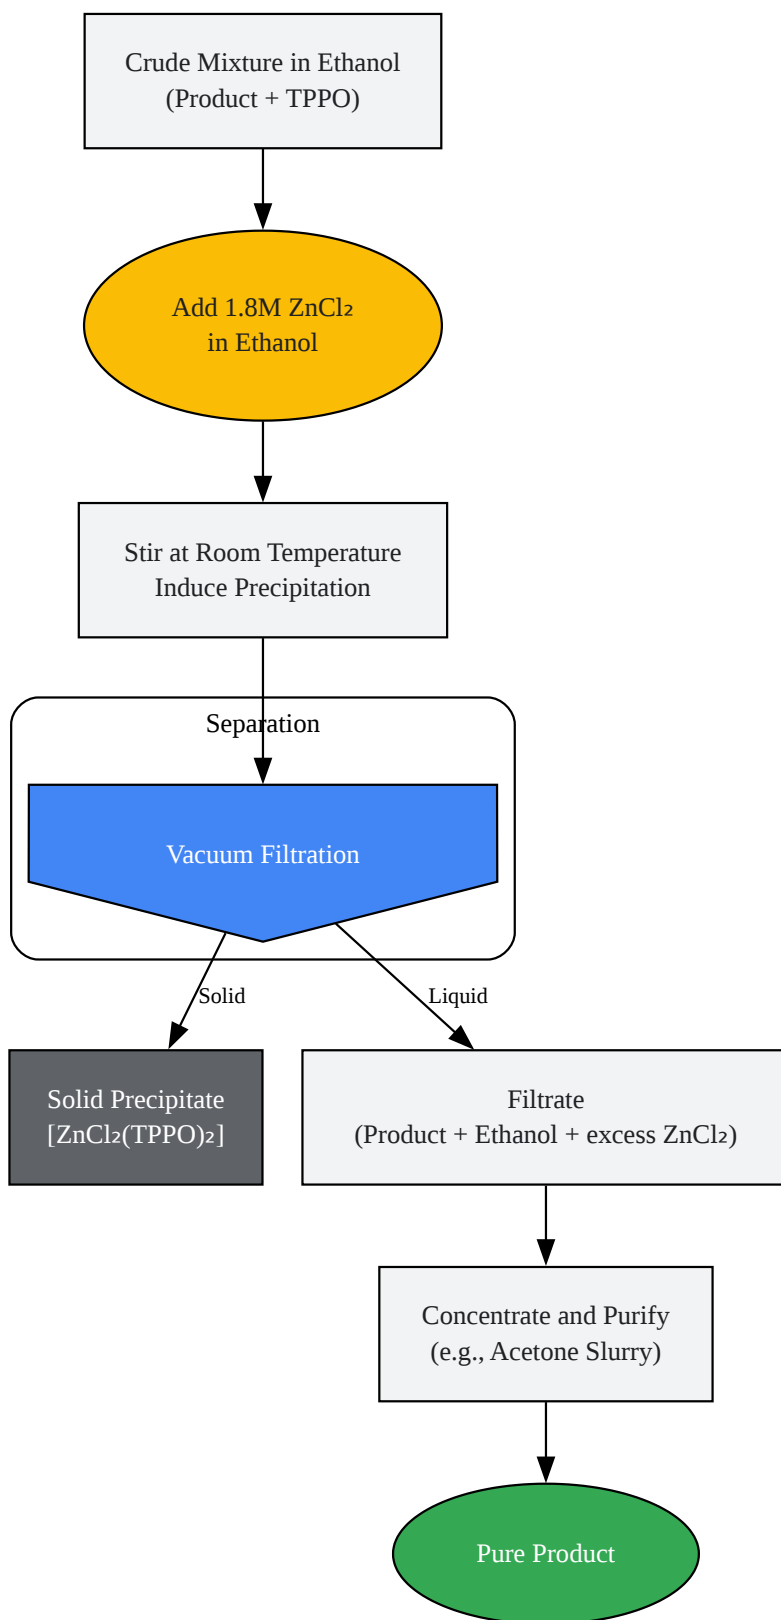 Crude Mixture in Ethanol
(Product + TPPO)
Add 1.8M ZnCl₂
in Ethanol
Stir at Room Temperature
Induce Precipitation
Separation
Vacuum Filtration
Solid
Liquid
Solid Precipitate
[ZnCl₂(TPPO)₂]
Filtrate
(Product + Ethanol + excess ZnCl₂)
Concentrate and Purify
(e.g., Acetone Slurry)
Pure Product